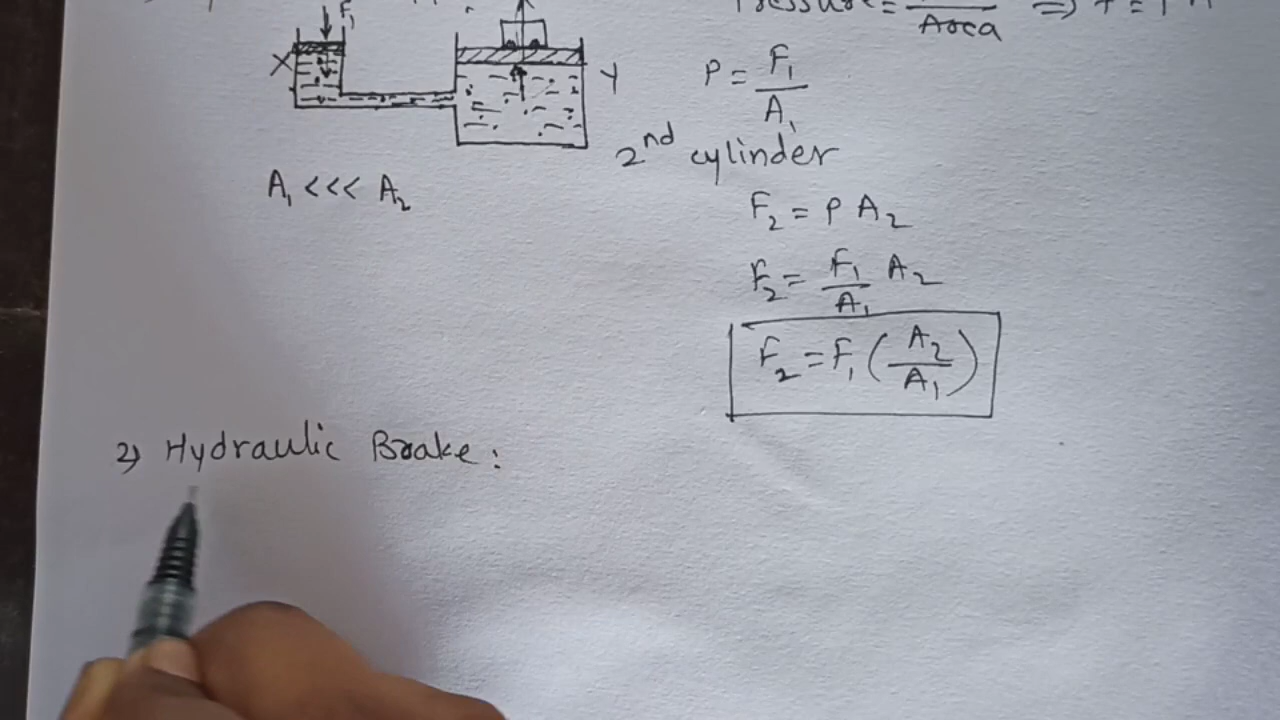 F₁
Pressure = /Area ⇒ F = P A
X
Y
P = F₁/A₁
2nd cylinder
A₁ <<< A₂
F₂ = P A₂
F₂ = F₁/A₁ A₂
F₂ = F₁ (A₂/A₁)
2) Hydraulic Brake: